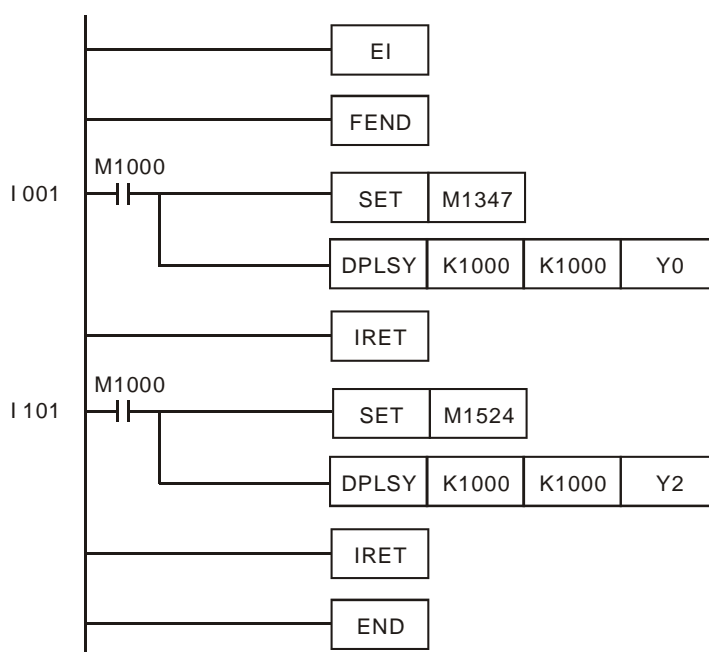 EI
FEND
M1000
I 001
SET M1347
DPLSY K1000 K1000 Y0
IRET
M1000
I 101
SET M1524
DPLSY K1000 K1000 Y2
IRET
END